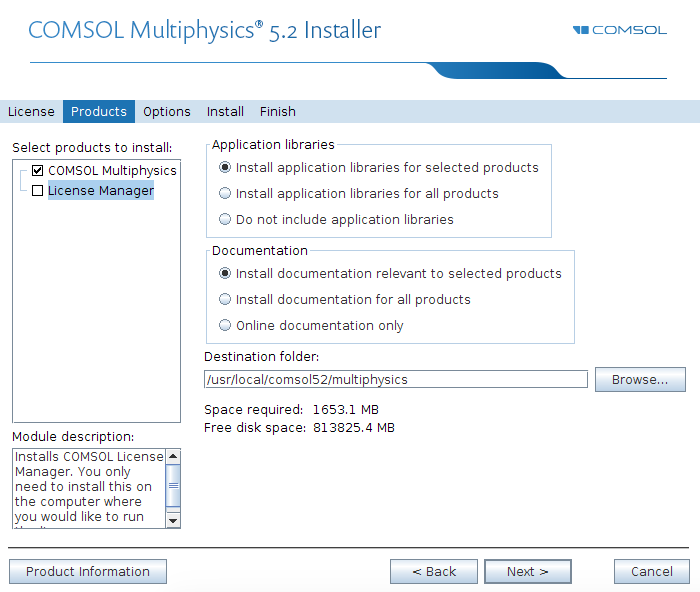 COMSOL Multiphysics® 5.2 Installer
COMSOL
License Products Options Install Finish
Select products to install:
COMSOL Multiphysics
License Manager
Application libraries
Install application libraries for selected products
Install application libraries for all products
Do not include application libraries
Documentation
Install documentation relevant to selected products
Install documentation for all products
Online documentation only
Destination folder:
/usr/local/comsol52/multiphysics
Browse...
Space required: 1653.1 MB
Free disk space: 813825.4 MB
Module description:
Installs COMSOL License
Manager. You only
need to install this on
the computer where
you would like to run
Product Information
< Back
Next >
Cancel